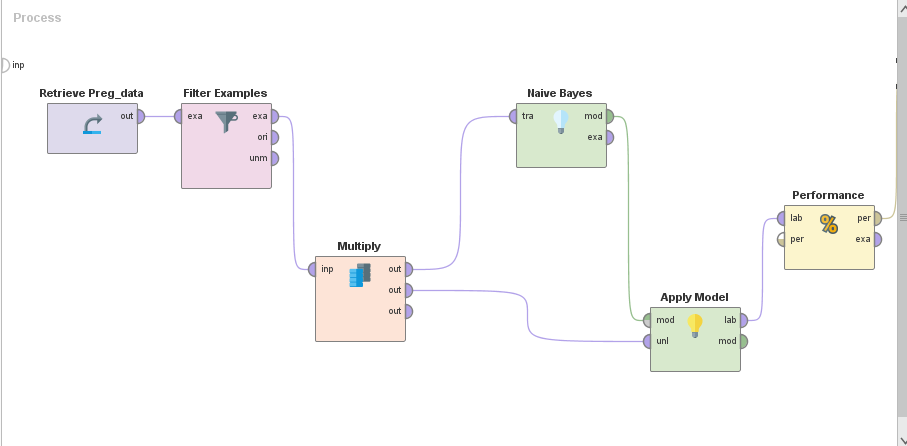 Process
inp
Retrieve Preg_data
out
Filter Examples
exa exa
ori
unm
Multiply
inp out
out
out
Naive Bayes
tra mod
exa
Apply Model
mod lab
unl mod
Performance
lab per
per exa
%